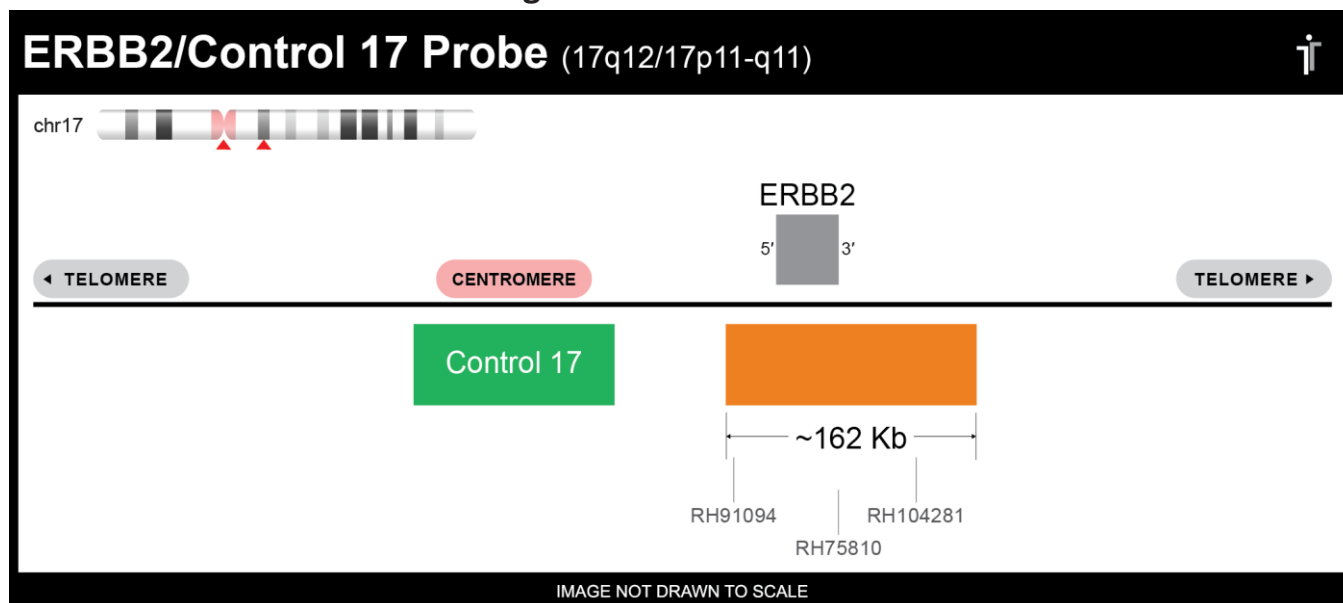 ERBB2/Control 17 Probe (17q12/17p11-q11)
chr17
ERBB2
5′ 3′
◂ TELOMERE CENTROMERE TELOMERE ▸
Control 17
~162 Kb
RH91094 RH104281
RH75810
IMAGE NOT DRAWN TO SCALE